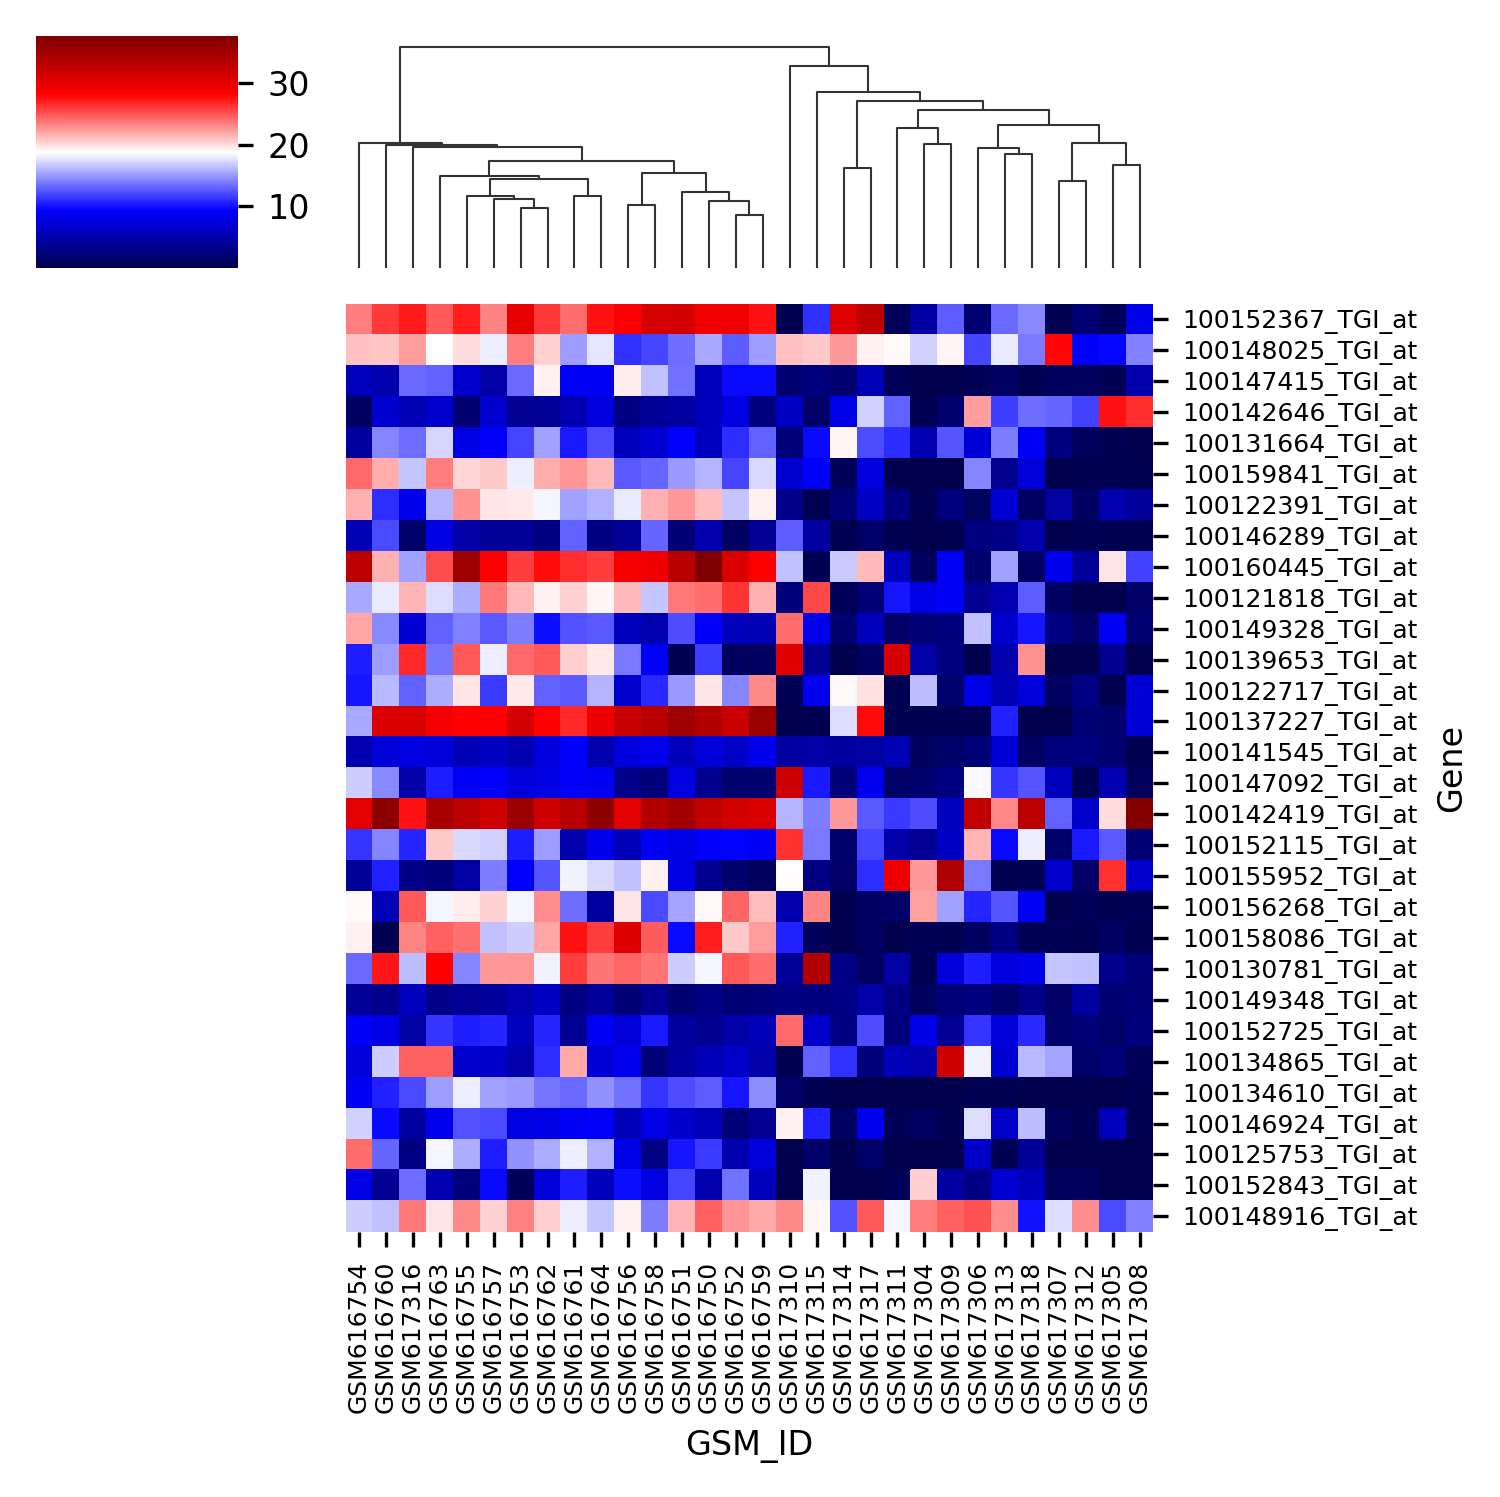 30
20
10
100152367_TGI_at
100148025_TGI_at
100147415_TGI_at
100142646_TGI_at
100131664_TGI_at
100159841_TGI_at
100122391_TGI_at
100146289_TGI_at
100160445_TGI_at
100121818_TGI_at
100149328_TGI_at
100139653_TGI_at
100122717_TGI_at
100137227_TGI_at
100141545_TGI_at
100147092_TGI_at
100142419_TGI_at
100152115_TGI_at
100155952_TGI_at
100156268_TGI_at
100158086_TGI_at
100130781_TGI_at
100149348_TGI_at
100152725_TGI_at
100134865_TGI_at
100134610_TGI_at
100146924_TGI_at
100125753_TGI_at
100152843_TGI_at
100148916_TGI_at
Gene
GSM616754
GSM616760
GSM617316
GSM616763
GSM616755
GSM616757
GSM616753
GSM616762
GSM616761
GSM616764
GSM616756
GSM616758
GSM616751
GSM616750
GSM616752
GSM616759
GSM617310
GSM617315
GSM617314
GSM617317
GSM617311
GSM617304
GSM617309
GSM617306
GSM617313
GSM617318
GSM617307
GSM617312
GSM617305
GSM617308
GSM_ID